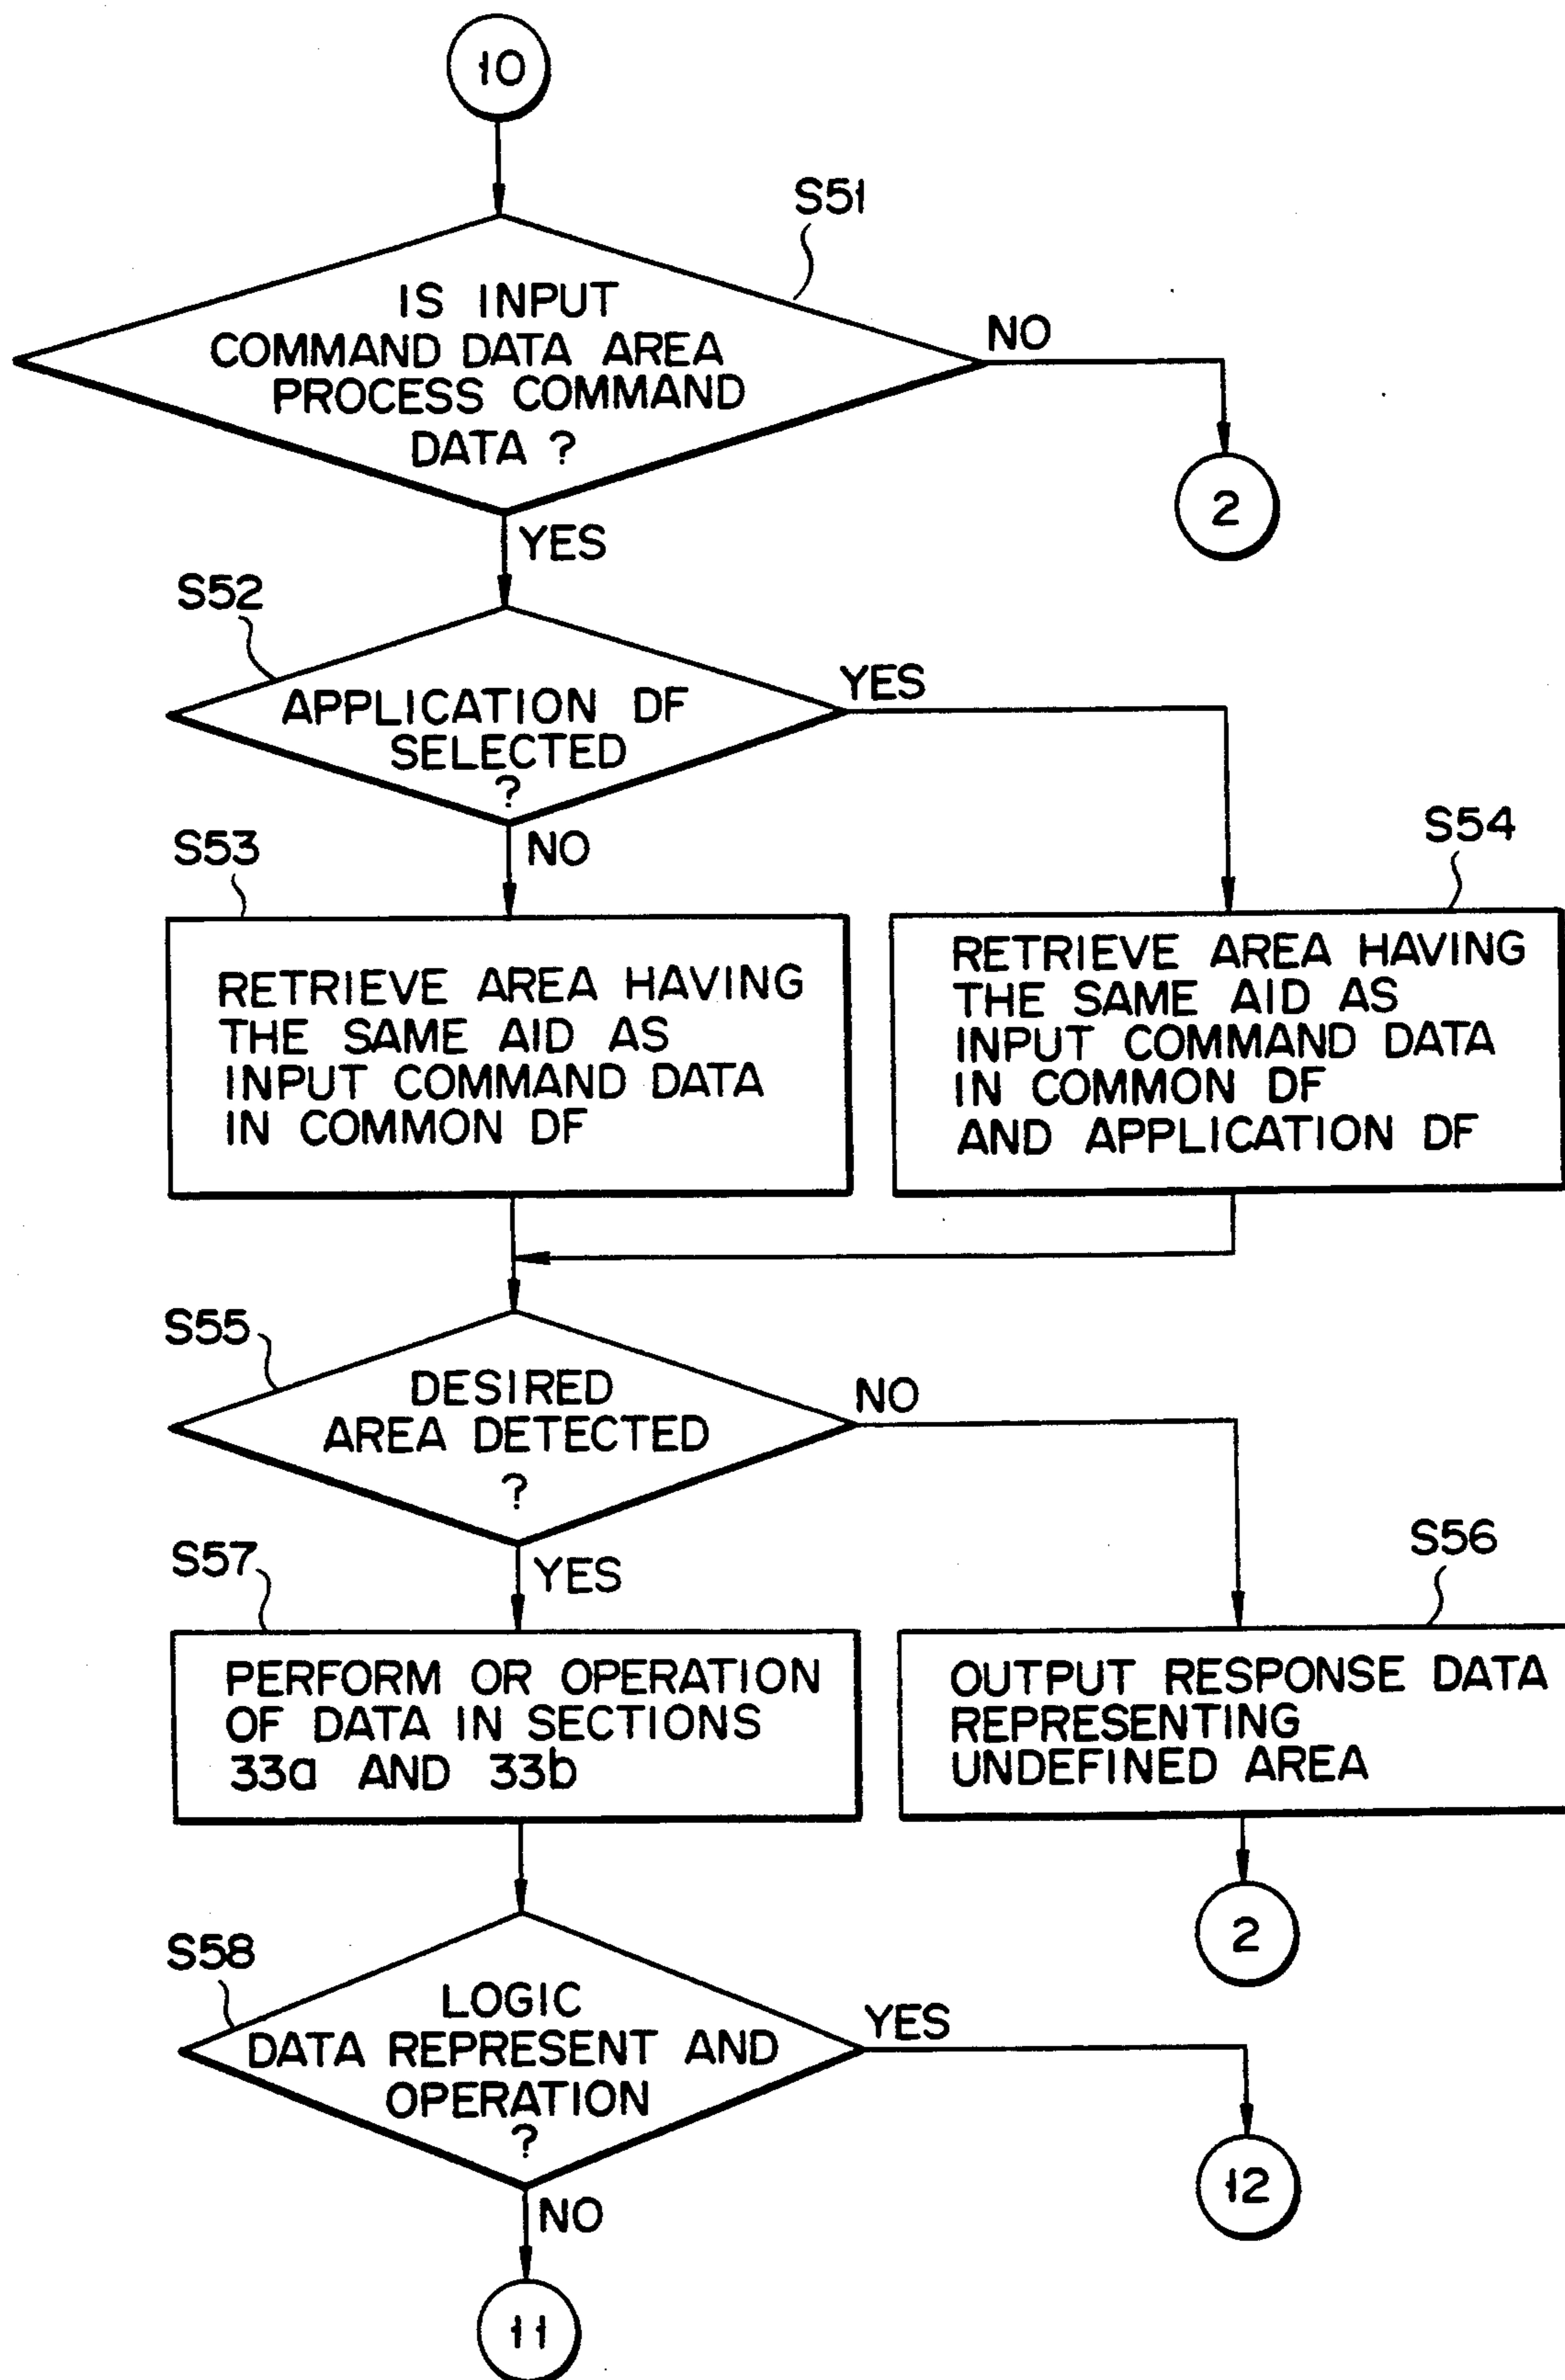 10
S51
IS INPUT
COMMAND DATA AREA
PROCESS COMMAND
DATA ?
NO
2
YES
S52
APPLICATION DF
SELECTED
?
YES
NO
S53
RETRIEVE AREA HAVING
THE SAME AID AS
INPUT COMMAND DATA
IN COMMON DF
S54
RETRIEVE AREA HAVING
THE SAME AID AS
INPUT COMMAND DATA
IN COMMON DF
AND APPLICATION DF
S55
DESIRED
AREA DETECTED
?
NO
YES
S57
PERFORM OR OPERATION
OF DATA IN SECTIONS
33a AND 33b
S56
OUTPUT RESPONSE DATA
REPRESENTING
UNDEFINED AREA
2
S58
LOGIC
DATA REPRESENT AND
OPERATION
?
YES
12
NO
11